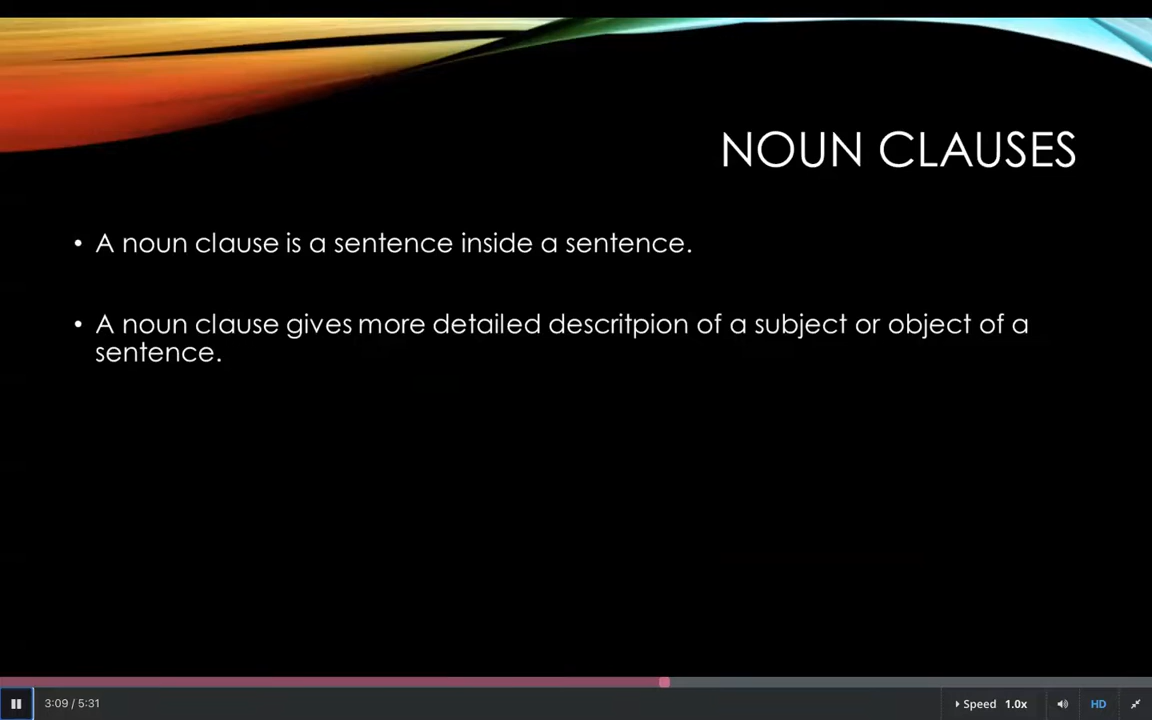 NOUN CLAUSES
• A noun clause is a sentence inside a sentence.
• A noun clause gives more detailed descritpion of a subject or object of a
sentence.
3:09 / 5:31
Speed 1.0x
HD